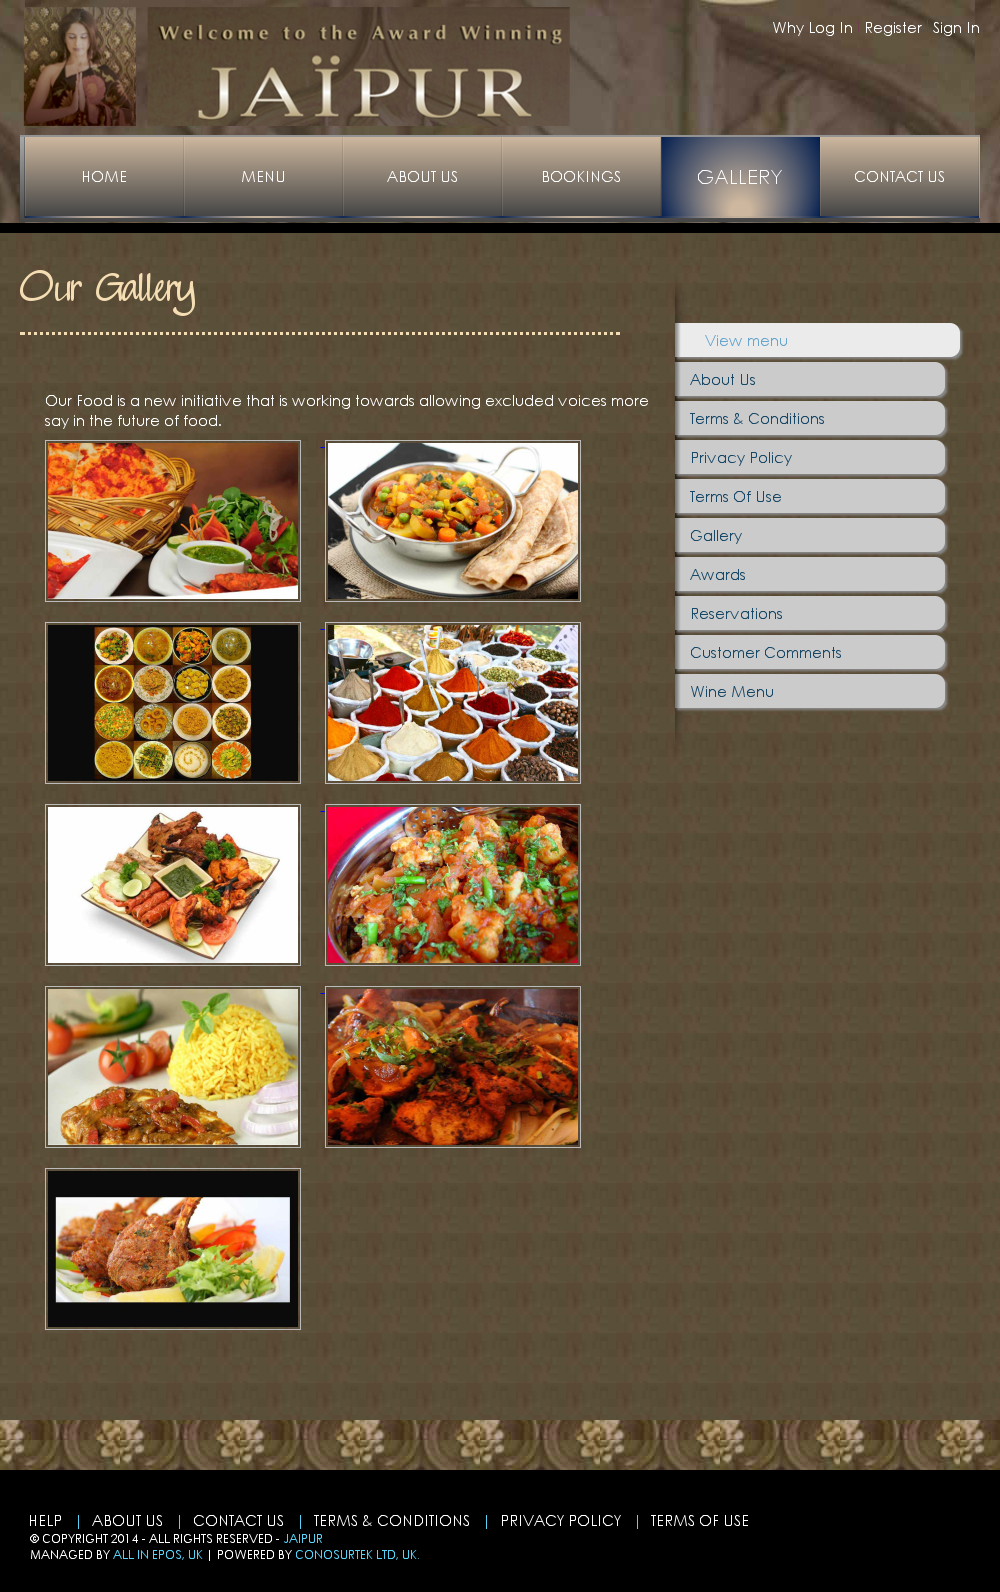 Why Log In Register Sign In
Welcome to the Award Winning
JAÏPUR
HOME MENU ABOUT US BOOKINGS GALLERY CONTACT US
Our Gallery
Our Food is a new initiative that is working towards allowing excluded voices more
say in the future of food.
View menu
About Us
Terms & Conditions
Privacy Policy
Terms Of Use
Gallery
Awards
Reservations
Customer Comments
Wine Menu
HELP | ABOUT US | CONTACT US | TERMS & CONDITIONS | PRIVACY POLICY | TERMS OF USE
© COPYRIGHT 2014 - ALL RIGHTS RESERVED - JAIPUR
MANAGED BY ALL IN EPOS, UK | POWERED BY CONOSURTEK LTD, UK.